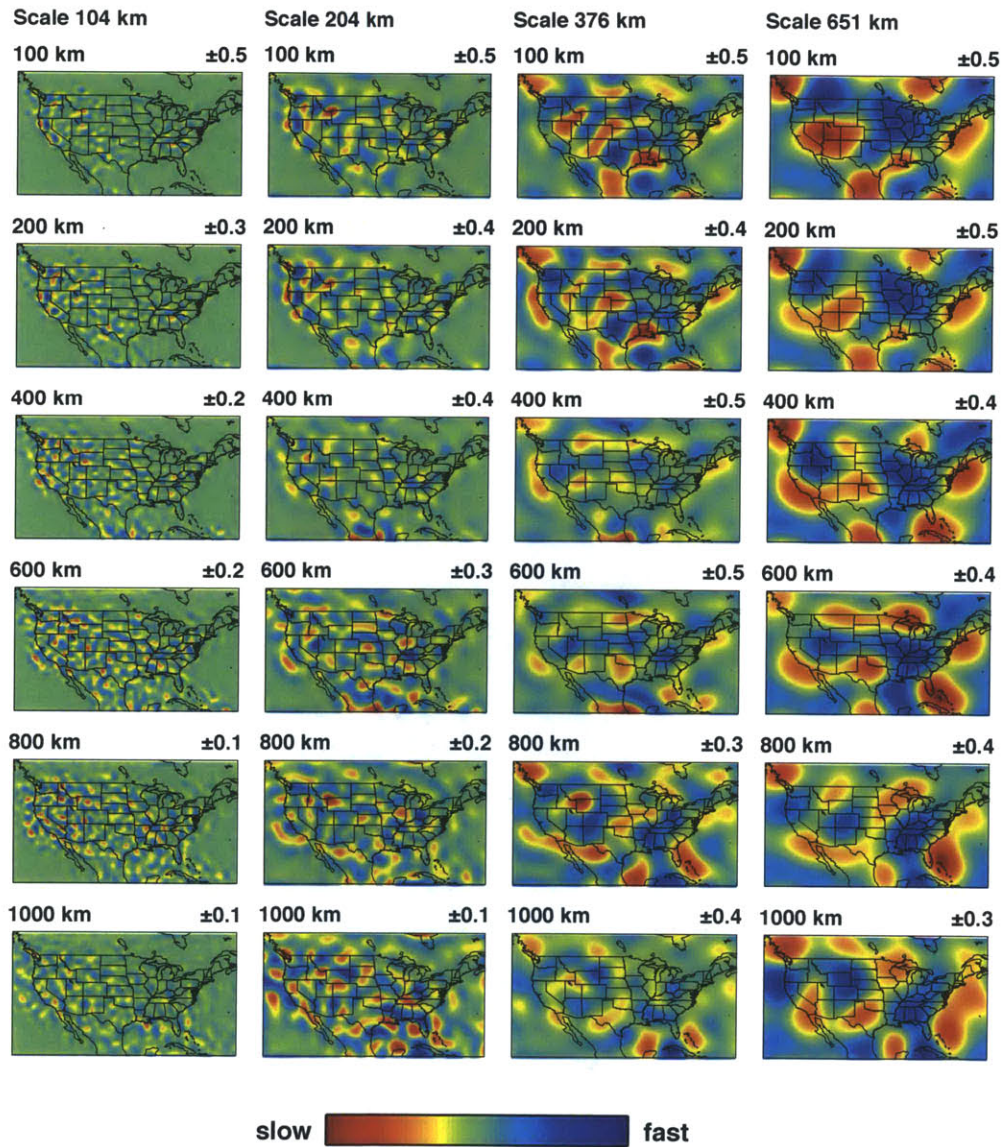 Scale 104 km Scale 204 km Scale 376 km Scale 651 km
100 km ±0.5 100 km ±0.5 100 km ±0.5 100 km ±0.5
200 km ±0.3 200 km ±0.4 200 km ±0.4 200 km ±0.5
400 km ±0.2 400 km ±0.4 400 km ±0.5 400 km ±0.4
600 km ±0.2 600 km ±0.3 600 km ±0.5 600 km ±0.4
800 km ±0.1 800 km ±0.2 800 km ±0.3 800 km ±0.4
1000 km ±0.1 1000 km ±0.1 1000 km ±0.4 1000 km ±0.3
slow fast